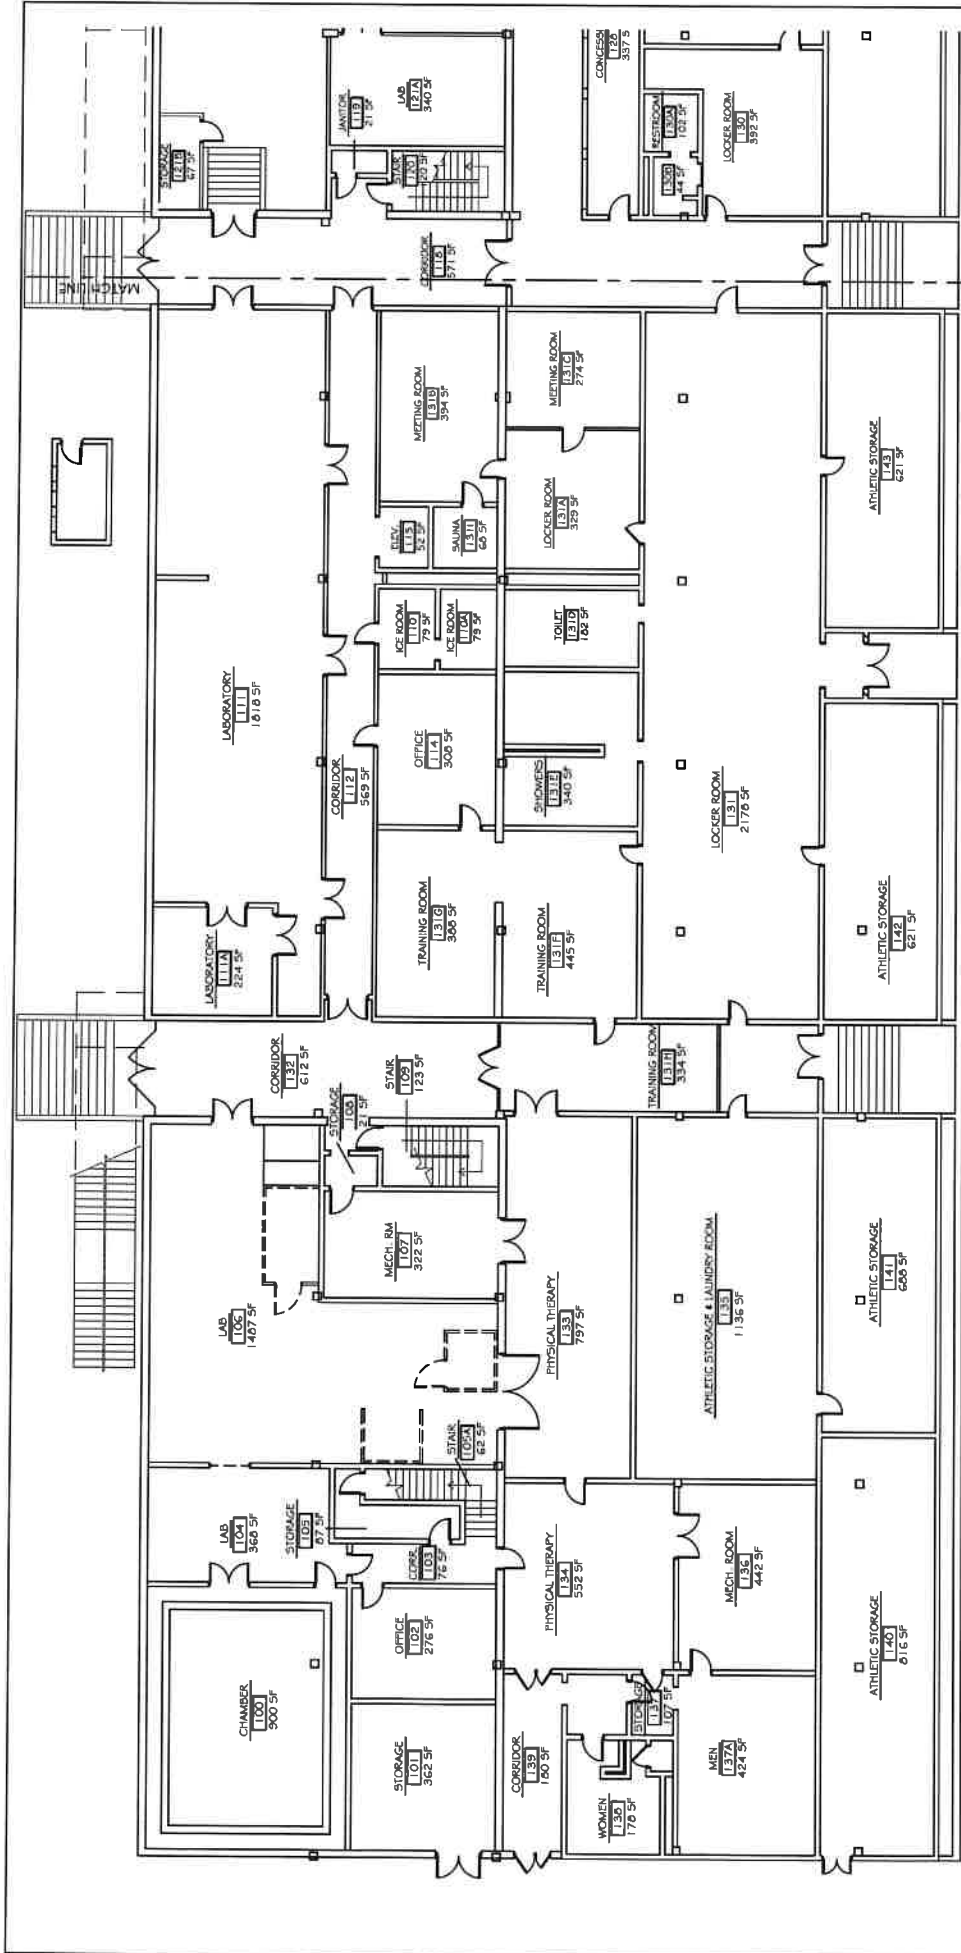 STORAGE
121B
67 SF
JANITOR
119
21 SF
LAB
121A
340 SF
STAIR
120
120 SF
CONCESS
128
337 S
RESTROOM
130A
102 SF
130B
44 SF
LOCKER ROOM
130
392 SF
MATCH LINE
CORRIDOR
118
571 SF
MEETING ROOM
131B
394 SF
MEETING ROOM
131C
274 SF
ELEV.
115
52 SF
SAUNA
68 SF
LOCKER ROOM
131A
329 SF
ATHLETIC STORAGE
143
621 SF
ICE ROOM
110
79 SF
ICE ROOM
110A
79 SF
TOILET
131D
182 SF
LABORATORY
111
1818 SF
CORRIDOR
112
569 SF
OFFICE
114
308 SF
SHOWERS
131E
340 SF
LOCKER ROOM
131
2178 SF
LABORATORY
111A
224 SF
TRAINING ROOM
131G
388 SF
TRAINING ROOM
131F
445 SF
ATHLETIC STORAGE
142
621 SF
CORRIDOR
132
612 SF
STAIR
109
123 SF
STORAGE
108
21 SF
TRAINING ROOM
131H
334 SF
MECH. RM
107
322 SF
LAB
106
1487 SF
PHYSICAL THERAPY
133
797 SF
ATHLETIC STORAGE & LAUNDRY ROOM
135
1136 SF
ATHLETIC STORAGE
141
688 SF
STAIR
105A
62 SF
LAB
104
368 SF
STORAGE
105
87 SF
CORR.
103
76 SF
PHYSICAL THERAPY
134
552 SF
MECH. ROOM
136
442 SF
OFFICE
102
276 SF
CHAMBER
100
900 SF
STORAGE
101
362 SF
CORRIDOR
139
180 SF
STORAGE
137
107 SF
WOMEN
138
178 SF
MEN
137A
424 SF
ATHLETIC STORAGE
140
816 SF